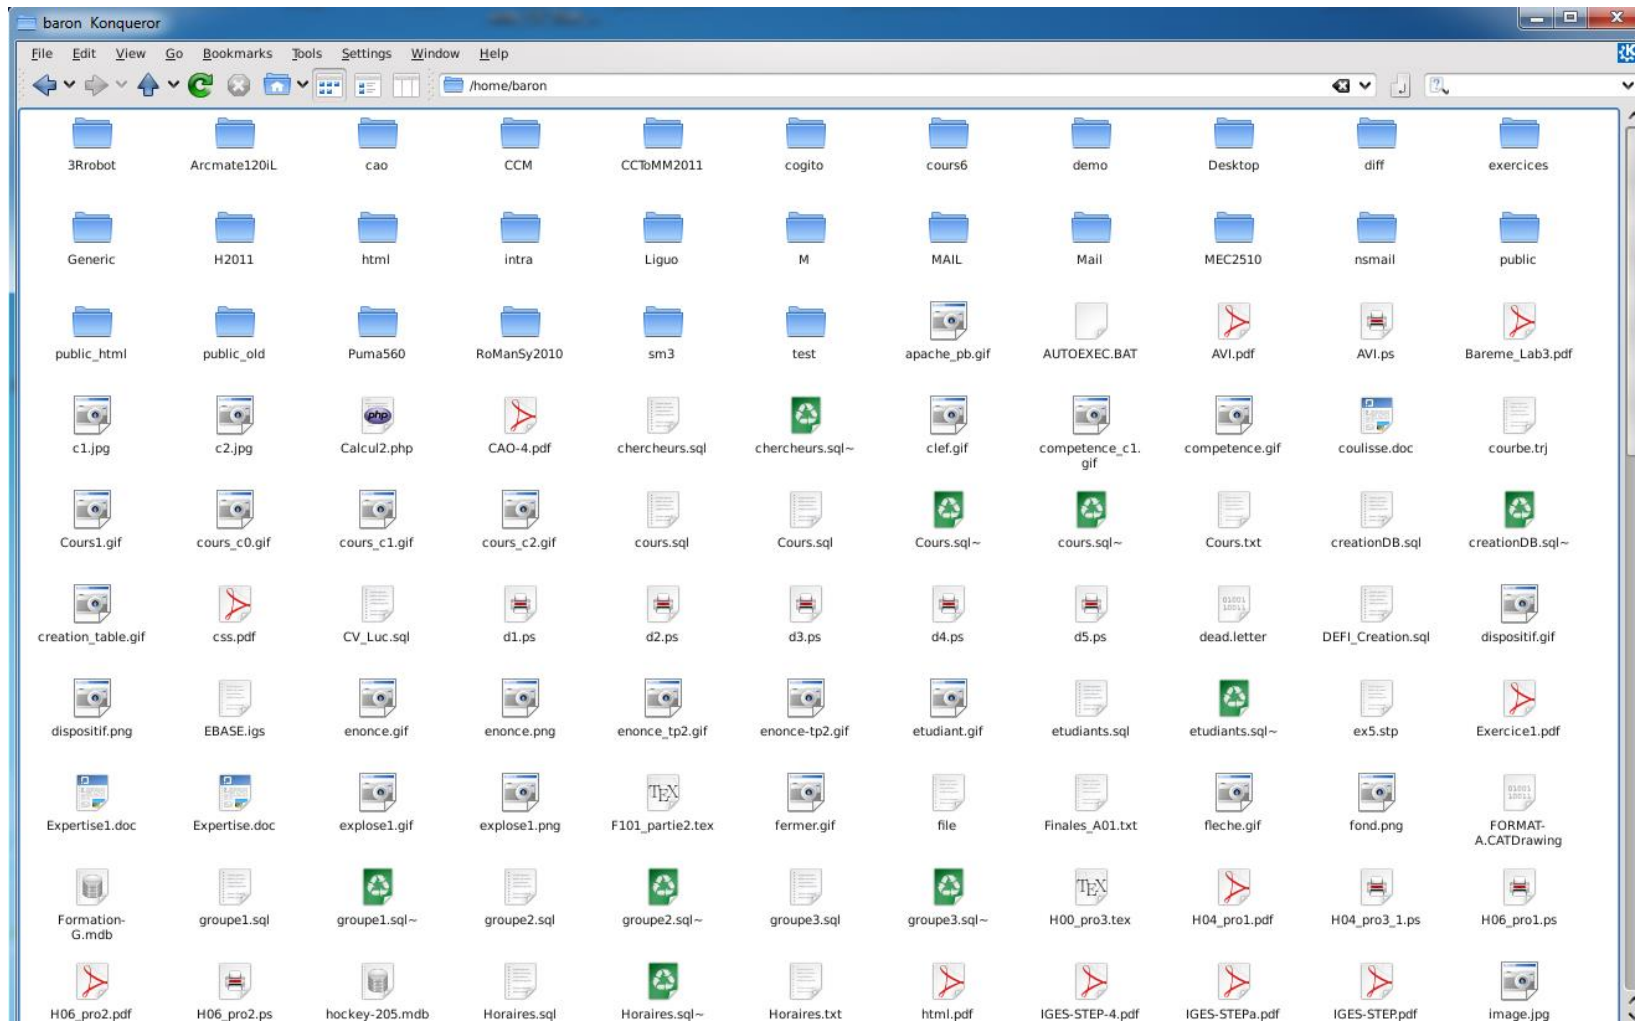 baron Konqueror
File Edit View Go Bookmarks Tools Settings Window Help
/home/baron
3Rrobot Arcmate120iL cao CCM CCToMM2011 cogito cours6 demo Desktop diff exercices
Generic H2011 html intra Liguo M MAIL Mail MEC2510 nsmail public
public_html public_old Puma560 RoManSy2010 sm3 test apache_pb.gif AUTOEXEC.BAT AVI.pdf AVI.ps Bareme_Lab3.pdf
c1.jpg c2.jpg Calcul2.php CAO-4.pdf chercheurs.sql chercheurs.sql~ clef.gif competence_c1.gif competence.gif coulisse.doc courbe.trj
Cours1.gif cours_c0.gif cours_c1.gif cours_c2.gif cours.sql Cours.sql Cours.sql~ cours.sql~ Cours.txt creationDB.sql creationDB.sql~
creation_table.gif css.pdf CV_Luc.sql d1.ps d2.ps d3.ps d4.ps d5.ps dead.letter DEFI_Creation.sql dispositif.gif
dispositif.png EBASE.igs enonce.gif enonce.png enonce_tp2.gif enonce-tp2.gif etudiant.gif etudiants.sql etudiants.sql~ ex5.stp Exercice1.pdf
Expertise1.doc Expertise.doc explose1.gif explose1.png F101_partie2.tex fermer.gif file Finales_A01.txt fleche.gif fond.png FORMAT-A.CATDrawing
Formation-G.mdb groupe1.sql groupe1.sql~ groupe2.sql groupe2.sql~ groupe3.sql groupe3.sql~ H00_pro3.tex H04_pro1.pdf H04_pro3_1.ps H06_pro1.ps
H06_pro2.pdf H06_pro2.ps hockey-205.mdb Horaires.sql Horaires.sql~ Horaires.txt html.pdf IGES-STEP-4.pdf IGES-STEPa.pdf IGES-STEP.pdf image.jpg